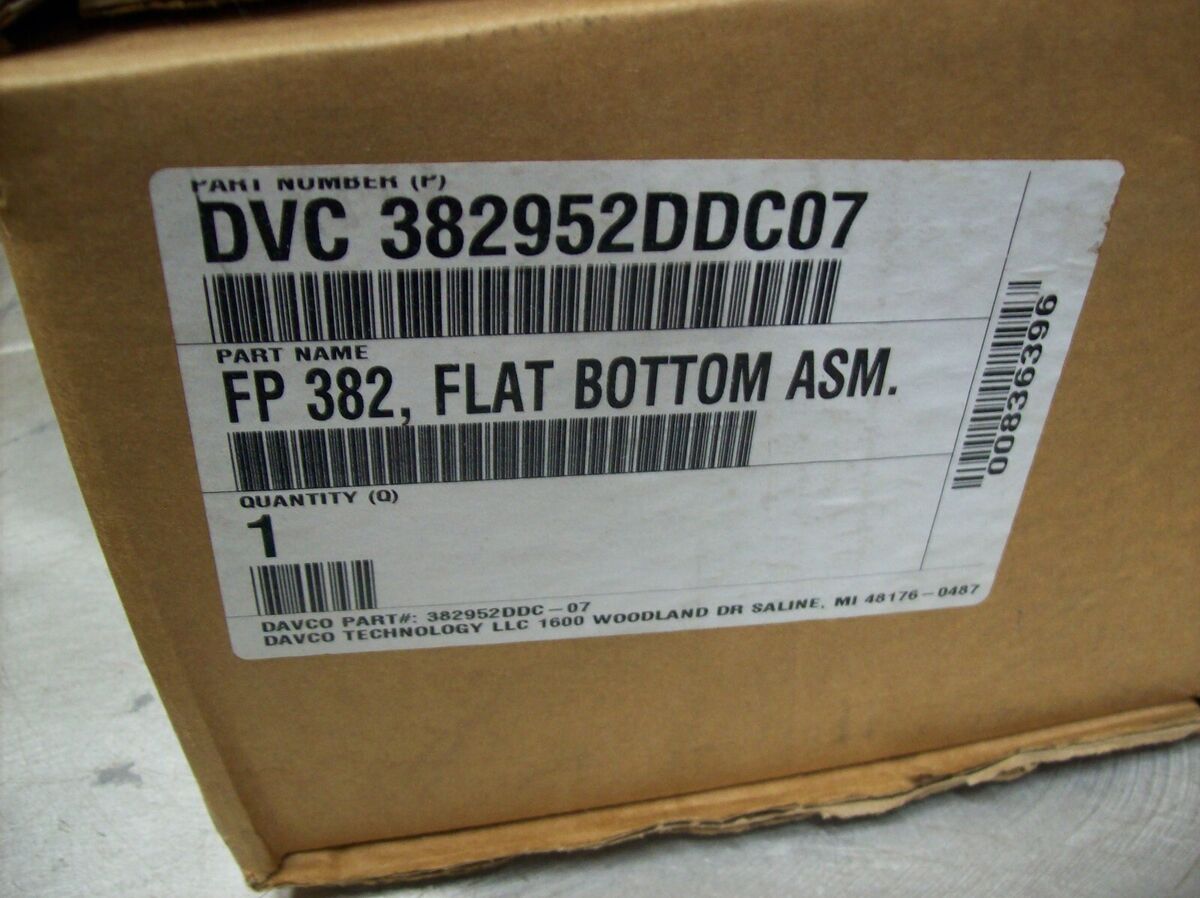 PART NUMBER (P)
DVC 382952DDC07
PART NAME
FP 382, FLAT BOTTOM ASM.
QUANTITY (Q)
1
DAVCO PART#: 382952DDC-07
DAVCO TECHNOLOGY LLC 1600 WOODLAND DR SALINE, MI 48176-0487
00836396